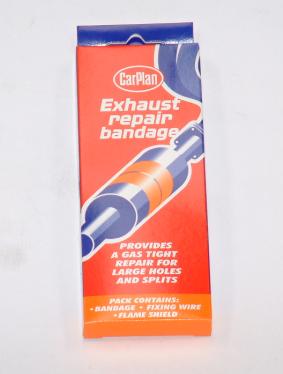 CarPlan
Exhaust
repair
bandage
PROVIDES
A GAS TIGHT
REPAIR FOR
LARGE HOLES
AND SPLITS
PACK CONTAINS:
• BANDAGE • FIXING WIRE
• FLAME SHIELD